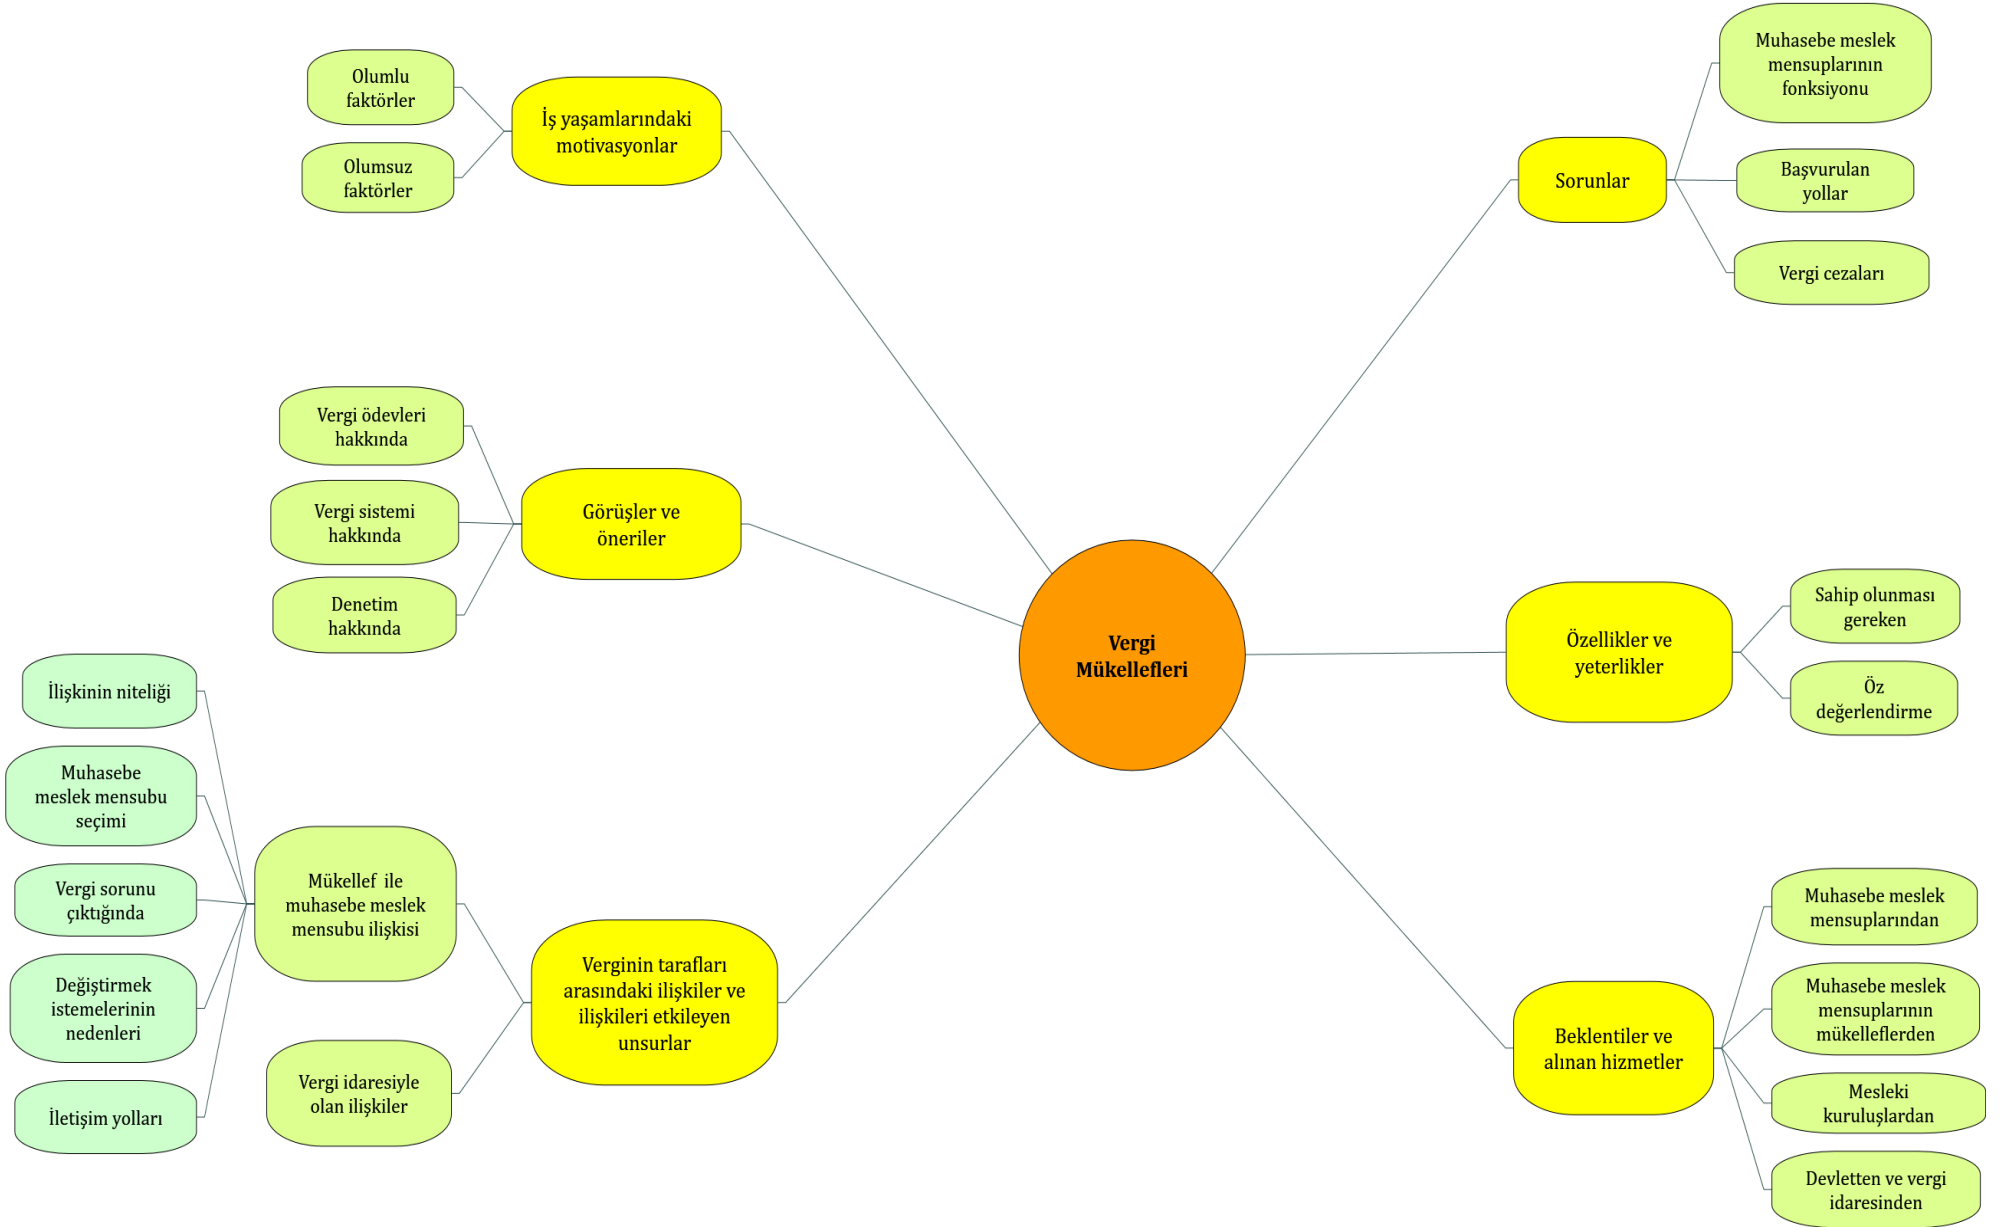 Olumlu
faktörler
Olumsuz
faktörler
İş yaşamlarındaki
motivasyonlar
Vergi ödevleri
hakkında
Vergi sistemi
hakkında
Denetim
hakkında
Görüşler ve
öneriler
İlişkinin niteliği
Muhasebe
meslek mensubu
seçimi
Vergi sorunu
çıktığında
Değiştirmek
istemelerinin
nedenleri
İletişim yolları
Mükellef ile
muhasebe meslek
mensubu ilişkisi
Vergi idaresiyle
olan ilişkiler
Verginin tarafları
arasındaki ilişkiler ve
ilişkileri etkileyen
unsurlar
Vergi
Mükellefleri
Sorunlar
Muhasebe meslek
mensuplarının
fonksiyonu
Başvurulan
yollar
Vergi cezaları
Özellikler ve
yeterlikler
Sahip olunması
gereken
Öz
değerlendirme
Beklentiler ve
alınan hizmetler
Muhasebe meslek
mensuplarından
Muhasebe meslek
mensuplarının
mükelleflerden
Mesleki
kuruluşlardan
Devletten ve vergi
idaresinden